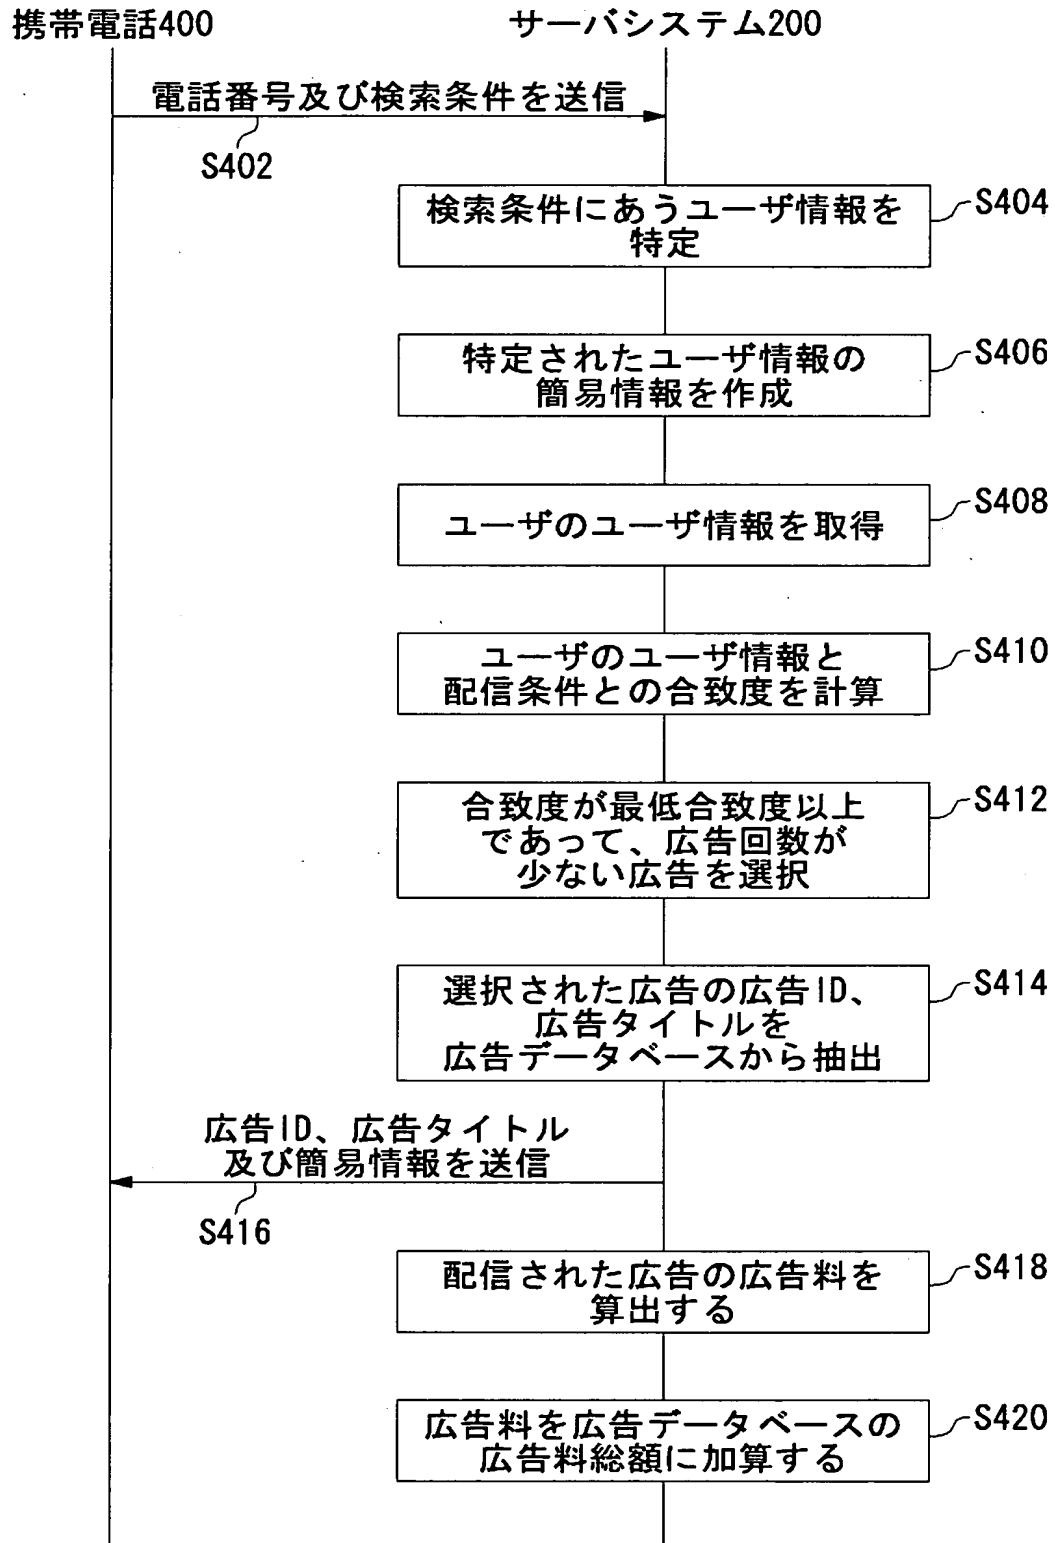 携帯電話400
サーバシステム200
電話番号及び検索条件を送信
S402
検索条件にあうユーザ情報を
特定
S404
特定されたユーザ情報の
簡易情報を作成
S406
ユーザのユーザ情報を取得
S408
ユーザのユーザ情報と
配信条件との合致度を計算
S410
合致度が最低合致度以上
であって、広告回数が
少ない広告を選択
S412
選択された広告の広告ID、
広告タイトルを
広告データベースから抽出
S414
広告ID、広告タイトル
及び簡易情報を送信
S416
配信された広告の広告料を
算出する
S418
広告料を広告データベースの
広告料総額に加算する
S420